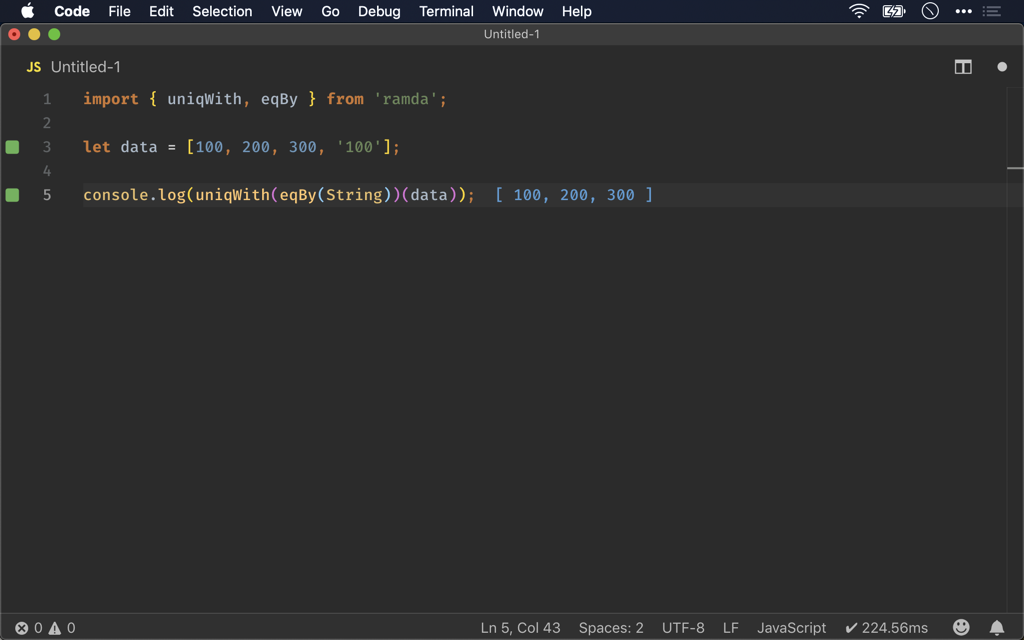 Code File Edit Selection View Go Debug Terminal Window Help
Untitled-1
JS Untitled-1
1 import { uniqWith, eqBy } from 'ramda';
2
3 let data = [100, 200, 300, '100'];
4
5 console.log(uniqWith(eqBy(String))(data)); [ 100, 200, 300 ]
0 0 Ln 5, Col 43 Spaces: 2 UTF-8 LF JavaScript ✔ 224.56ms